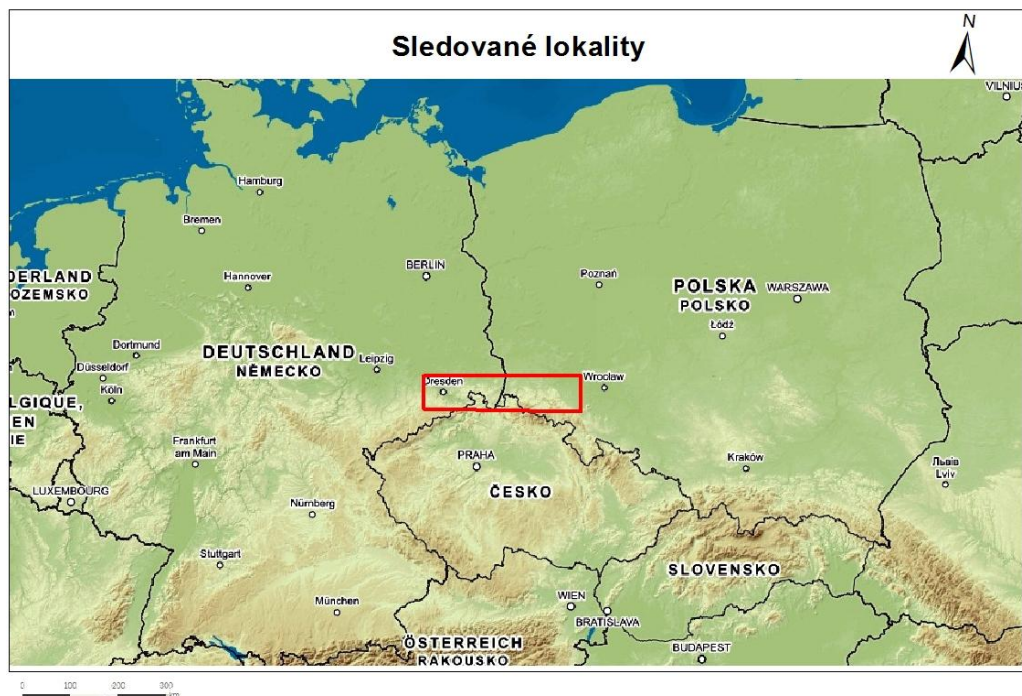 Sledované lokality
N
VILNIUS
Hamburg
Bremen
BERLIN
Hannover
Poznań
DERLAND
OZEMSKO
POLSKA
POLSKO
WARSZAWA
Łódź
Dortmund
DEUTSCHLAND
NĚMECKO
Leipzig
Düsseldorf
Köln
Dresden
Wrocław
LGIQUE,
EN
IE
Frankfurt
am Main
PRAHA
Kraków
Львів
Lviv
LUXEMBOURG
ČESKO
Nürnberg
Stuttgart
SLOVENSKO
München
WIEN
BRATISLAVA
ÖSTERREICH
RAKOUSKO
BUDAPEST
0 100 200 300
km